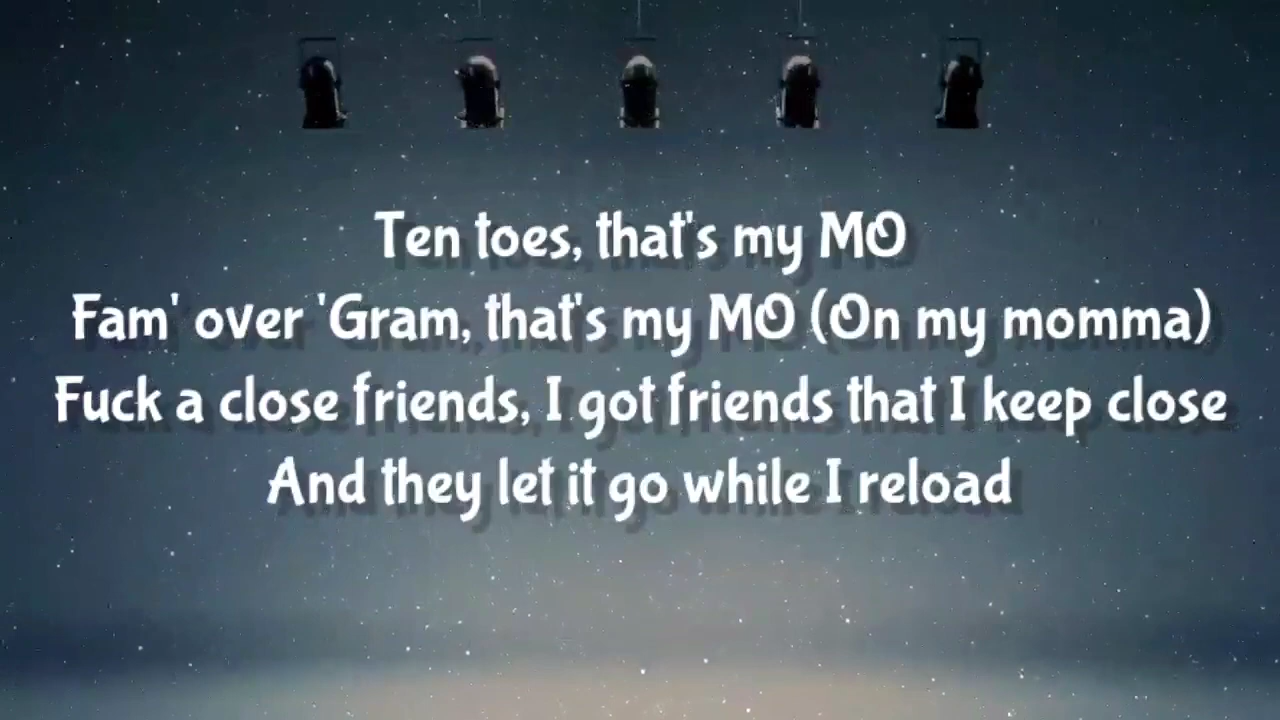 Ten toes, that's my MO
Fam' over 'Gram, that's my MO (On my momma)
Fuck a close friends, I got friends that I keep close
And they let it go while I reload